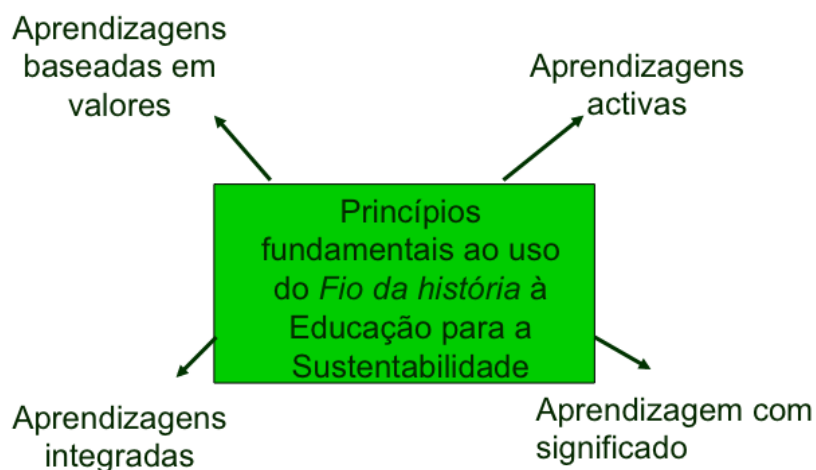 Aprendizagens
baseadas em
valores
Aprendizagens
activas
Princípios
fundamentais ao uso
do Fio da história à
Educação para a
Sustentabilidade
Aprendizagens
integradas
Aprendizagem com
significado